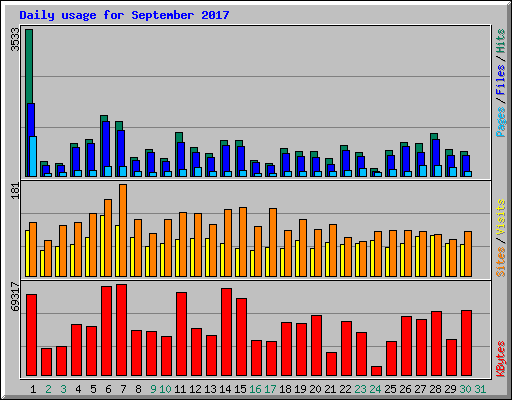 Daily usage for September 2017
3533
Pages / Files / Hits
181
Sites / Visits
69317
KBytes
1 2 3 4 5 6 7 8 9 10 11 12 13 14 15 16 17 18 19 20 21 22 23 24 25 26 27 28 29 30 31